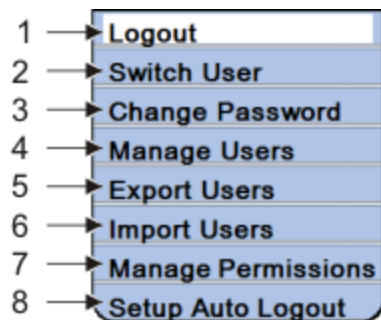 1 Logout
2 Switch User
3 Change Password
4 Manage Users
5 Export Users
6 Import Users
7 Manage Permissions
8 Setup Auto Logout